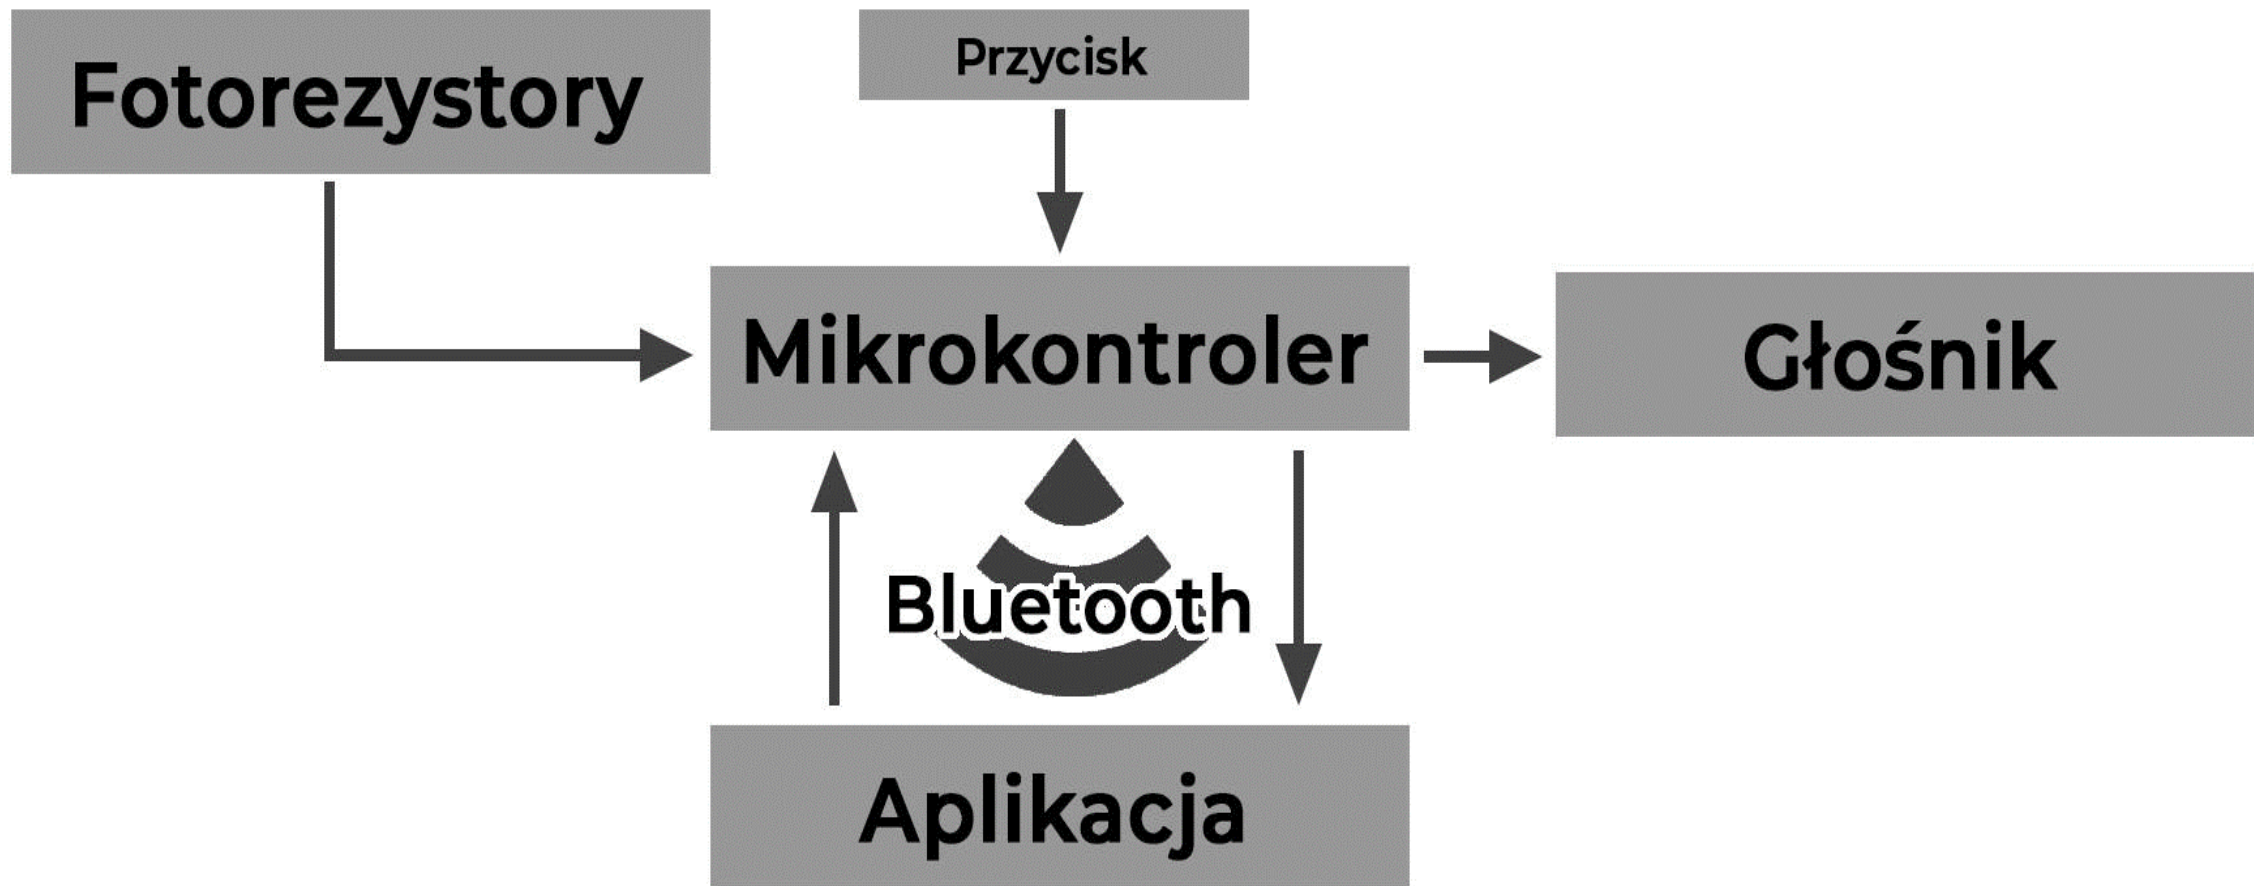 Fotorezystory
Przycisk
Mikrokontroler
Głośnik
Bluetooth
Aplikacja